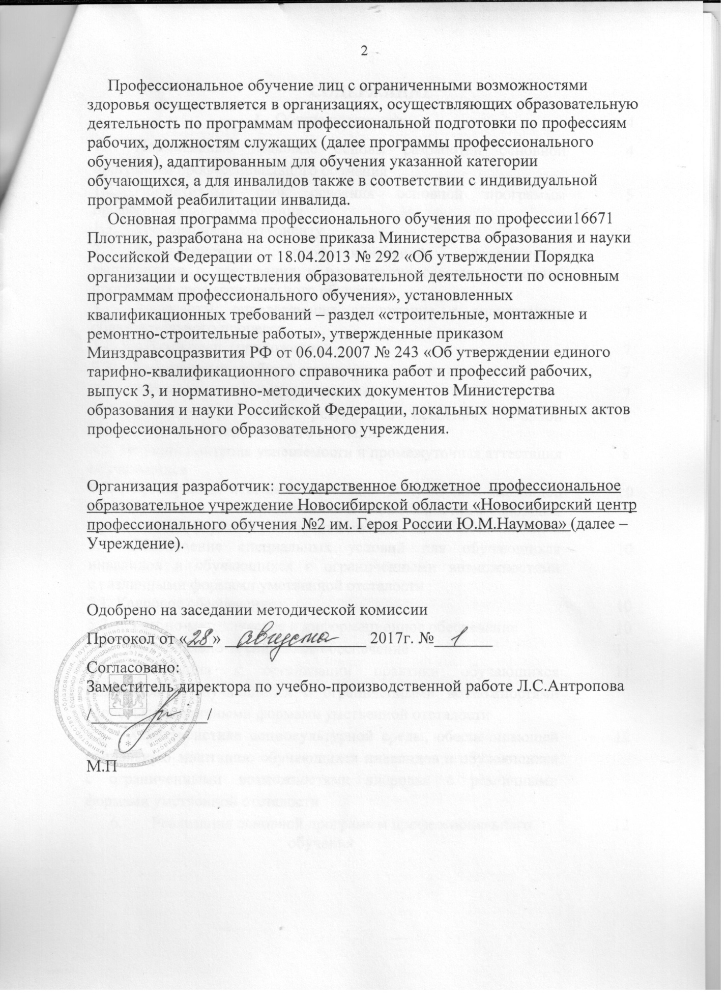 2
Профессиональное обучение лиц с ограниченными возможностями
здоровья осуществляется в организациях, осуществляющих образовательную
деятельность по программам профессиональной подготовки по профессиям
рабочих, должностям служащих (далее программы профессионального
обучения), адаптированным для обучения указанной категории
обучающихся, а для инвалидов также в соответствии с индивидуальной
программой реабилитации инвалида.
Основная программа профессионального обучения по профессии16671
Плотник, разработана на основе приказа Министерства образования и науки
Российской Федерации от 18.04.2013 № 292 «Об утверждении Порядка
организации и осуществления образовательной деятельности по основным
программам профессионального обучения», установленных
квалификационных требований – раздел «строительные, монтажные и
ремонтно-строительные работы», утвержденные приказом
Минздравсоцразвития РФ от 06.04.2007 № 243 «Об утверждении единого
тарифно-квалификационного справочника работ и профессий рабочих,
выпуск 3, и нормативно-методических документов Министерства
образования и науки Российской Федерации, локальных нормативных актов
профессионального образовательного учреждения.
Организация разработчик: государственное бюджетное профессиональное
образовательное учреждение Новосибирской области «Новосибирский центр
профессионального обучения №2 им. Героя России Ю.М.Наумова» (далее –
Учреждение).
Одобрено на заседании методической комиссии
Протокол от «28» августа 2017г. № 1
Согласовано:
Заместитель директора по учебно-производственной работе Л.С.Антропова
/ /
М.П